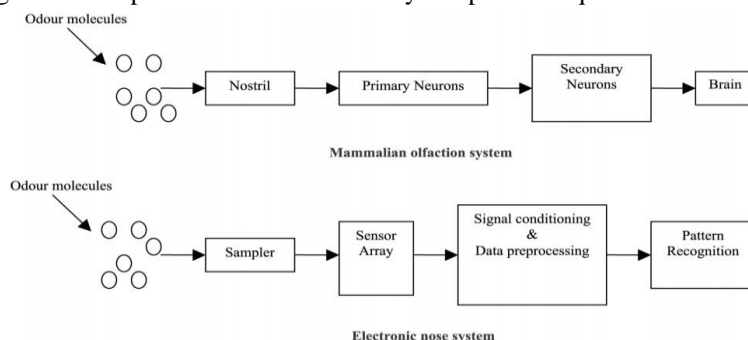 Odour molecules
Nostril
Primary Neurons
Secondary
Neurons
Brain
Mammalian olfaction system
Odour molecules
Sampler
Sensor
Array
Signal conditioning
&
Data preprocessing
Pattern
Recognition
Electronic nose system